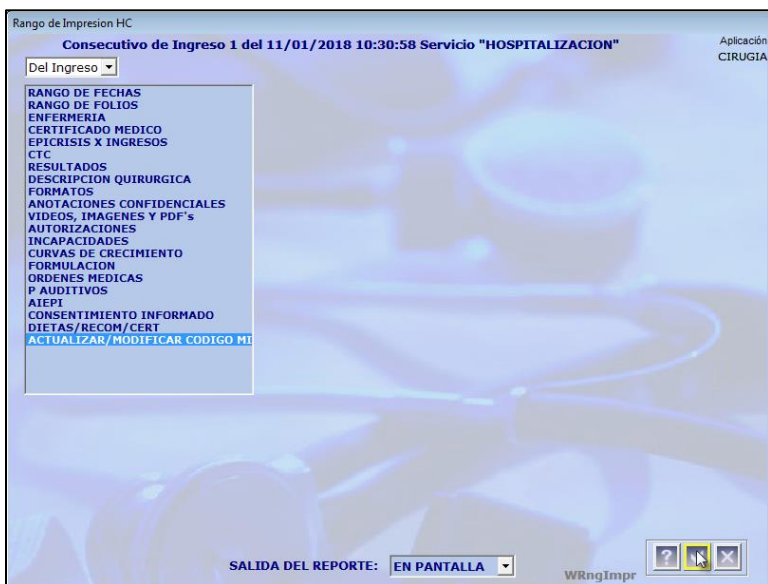 Rango de Impresion HC
Consecutivo de Ingreso 1 del 11/01/2018 10:30:58 Servicio "HOSPITALIZACION"
Aplicación
CIRUGIA
Del Ingreso
RANGO DE FECHAS
RANGO DE FOLIOS
ENFERMERIA
CERTIFICADO MEDICO
EPICRISIS X INGRESOS
CTC
RESULTADOS
DESCRIPCION QUIRURGICA
FORMATOS
ANOTACIONES CONFIDENCIALES
VIDEOS, IMAGENES Y PDF's
AUTORIZACIONES
INCAPACIDADES
CURVAS DE CRECIMIENTO
FORMULACION
ORDENES MEDICAS
P AUDITIVOS
AIEPI
CONSENTIMIENTO INFORMADO
DIETAS/RECOM/CERT
ACTUALIZAR/MODIFICAR CODIGO MI
SALIDA DEL REPORTE: EN PANTALLA
WRngImpr
?